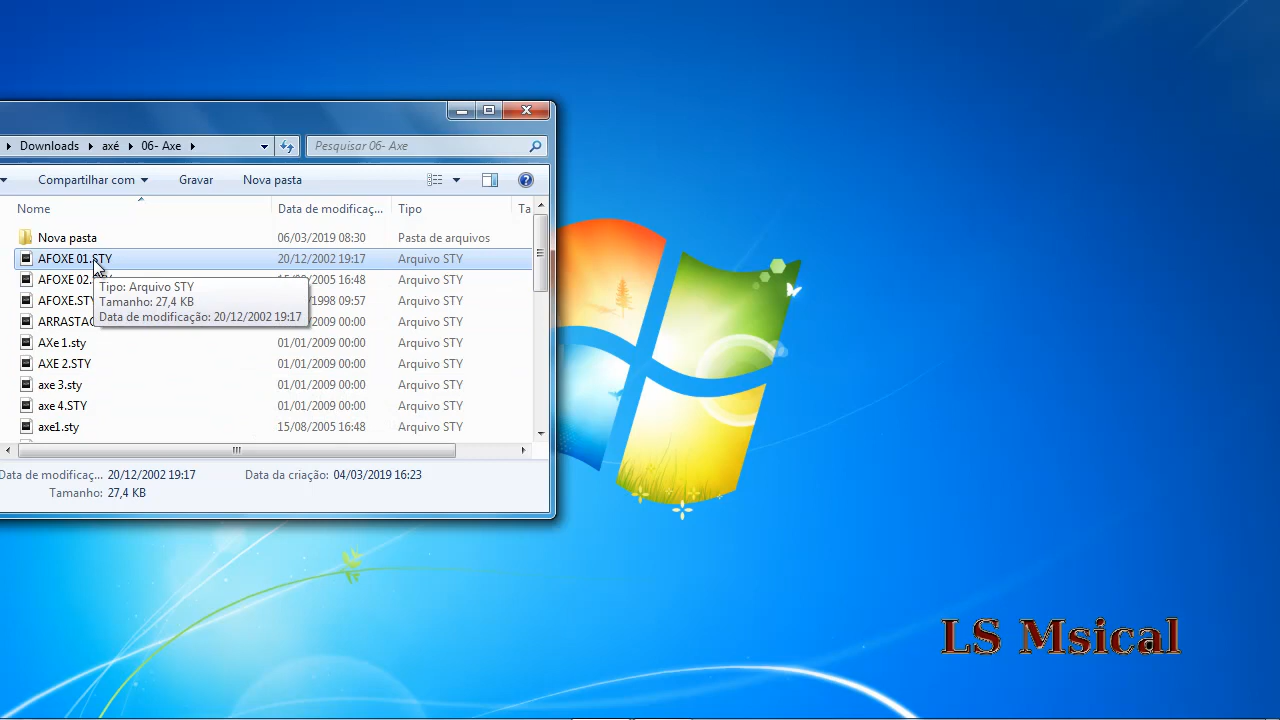 Downloads axé 06- Axe Pesquisar 06- Axe
Compartilhar com Gravar Nova pasta
Nome Data de modificaç... Tipo Ta
Nova pasta 06/03/2019 08:30 Pasta de arquivos
AFOXE 01.STY 20/12/2002 19:17 Arquivo STY
AFOXE 02. 15/08/2005 16:48 Arquivo STY
AFOXE.STY /1998 09:57 Arquivo STY
ARRASTAO /2009 00:00 Arquivo STY
Tipo: Arquivo STY
Tamanho: 27,4 KB
Data de modificação: 20/12/2002 19:17
AXe 1.sty 01/01/2009 00:00 Arquivo STY
AXE 2.STY 01/01/2009 00:00 Arquivo STY
axe 3.sty 01/01/2009 00:00 Arquivo STY
axe 4.STY 01/01/2009 00:00 Arquivo STY
axe1.sty 15/08/2005 16:48 Arquivo STY
Data de modificaç... 20/12/2002 19:17 Data da criação: 04/03/2019 16:23
Tamanho: 27,4 KB
LS Msical